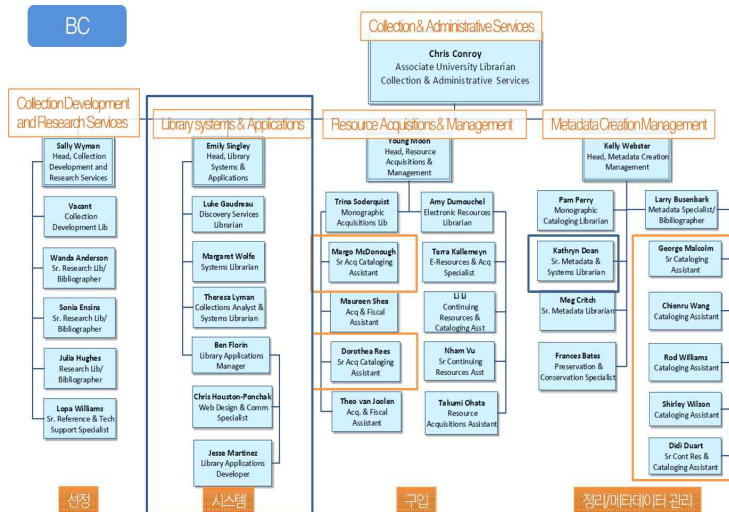 BC
Collection & Administrative Services
Chris Conroy
Associate University Librarian
Collection & Administrative Services
Collection Development
and Research Services
Sally Wyman
Head, Collection
Development and
Research Services
Vacant
Collection
Development Lib
Wanda Anderson
Sr. Research Lib/
Bibliographer
Sonia Ensins
Sr. Research Lib/
Bibliographer
Julia Hughes
Research Lib/
Bibliographer
Lopa Williams
Sr. Reference & Tech
Support Specialist
선정
Library systems & Applications
Emily Singley
Head, Library
Systems &
Applications
Luke Gaudreau
Discovery Services
Librarian
Margaret Wolfe
Systems Librarian
Theresa Lyman
Collections Analyst &
Systems Librarian
Ben Florin
Library Applications
Manager
Chris Houston-Ponchak
Web Design & Comm
Specialist
Jesse Martinez
Library Applications
Developer
시스템
Resource Acquisitions & Management
Young Moon
Head, Resource
Acquisitions &
Management
Trina Soderquist
Monographic
Acquisitions Lib
Margo McDonough
Sr Acq Cataloging
Assistant
Maureen Shea
Acq & Fiscal
Assistant
Dorothea Rees
Sr Acq Cataloging
Assistant
Theo van Joolen
Acq. & Fiscal
Assistant
Amy Dumouchel
Electronic Resources
Librarian
Terra Kallemeyn
E-Resources & Acq
Specialist
Li Li
Continuing
Resources &
Cataloging Asst
Nham Vu
Sr Continuing
Resources Asst
Takumi Ohata
Resource
Acquisitions Assistant
구입
Metadata Creation Management
Kelly Webster
Head, Metadata Creation
Management
Pam Perry
Monographic
Cataloging Librarian
Kathryn Doan
Sr. Metadata &
Systems Librarian
Meg Critch
Sr. Metadata Librarian
Frances Bates
Preservation &
Conservation Specialist
Larry Busenbark
Metadata Specialist/
Bibliographer
George Malcolm
Sr Cataloging
Assistant
Chienru Wang
Cataloging Assistant
Rod Williams
Cataloging Assistant
Shirley Wilson
Cataloging Assistant
Didi Duart
Sr Cont Res &
Cataloging Assistant
정리/메타데이터 관리